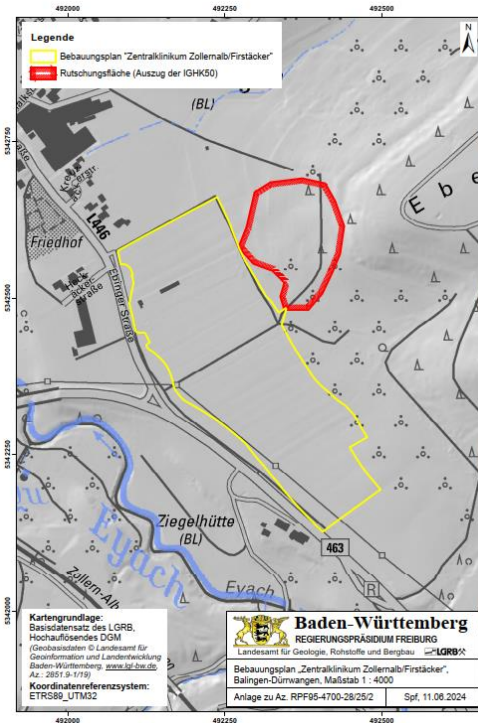 492000
492250
492500
Legende
Bebauungsplan "Zentralklinikum Zollernalb/Firstäcker"
Rutschungsfläche (Auszug der IGHK50)
N
(BL)
5342750
L446
Friedhof
Ebinger Straße
E b e
5342500
5342250
Ziegelhütte
(BL)
Eyach
Eyach
463
R
5342000
Kartengrundlage:
Basisdatensatz des LGRB,
Hochauflösendes DGM
(Geobasisdaten © Landesamt für
Geoinformation und Landentwicklung
Baden-Württemberg, www.lgl-bw.de,
Az.: 2851.9-1/19)
Koordinatenreferenzsystem:
ETRS89_UTM32
Baden-Württemberg
REGIERUNGSPRÄSIDIUM FREIBURG
Landesamt für Geologie, Rohstoffe und Bergbau
LGRB
Bebauungsplan „Zentralklinikum Zollernalb/Firstäcker",
Balingen-Dürrwangen, Maßstab 1 : 4000
Anlage zu Az. RPF95-4700-28/25/2
Spf, 11.06.2024
492000
492250
492500